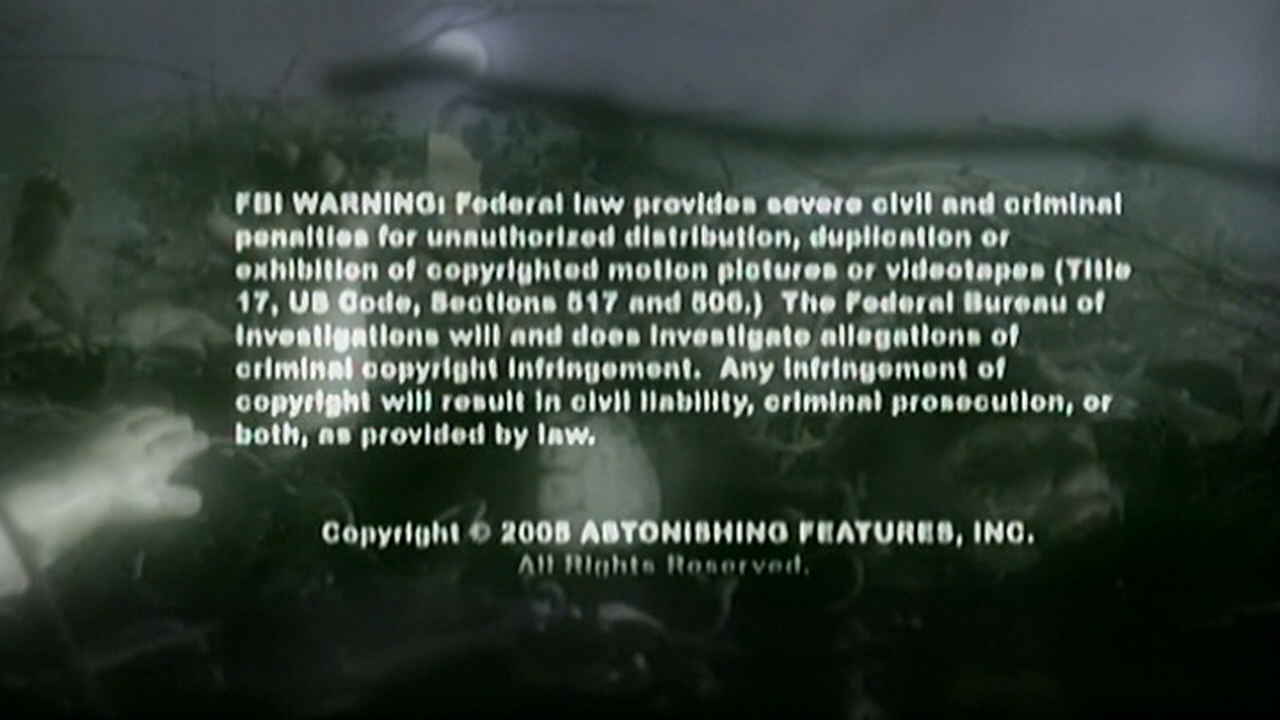 FBI WARNING: Federal law provides severe civil and criminal
penalties for unauthorized distribution, duplication or
exhibition of copyrighted motion pictures or videotapes (Title
17, US Code, Sections 517 and 506.)  The Federal Bureau of
Investigations will and does investigate allegations of
criminal copyright infringement.  Any infringement of
copyright will result in civil liability, criminal prosecution, or
both, as provided by law.
Copyright © 2005 ASTONISHING FEATURES, INC.
All Rights Reserved.